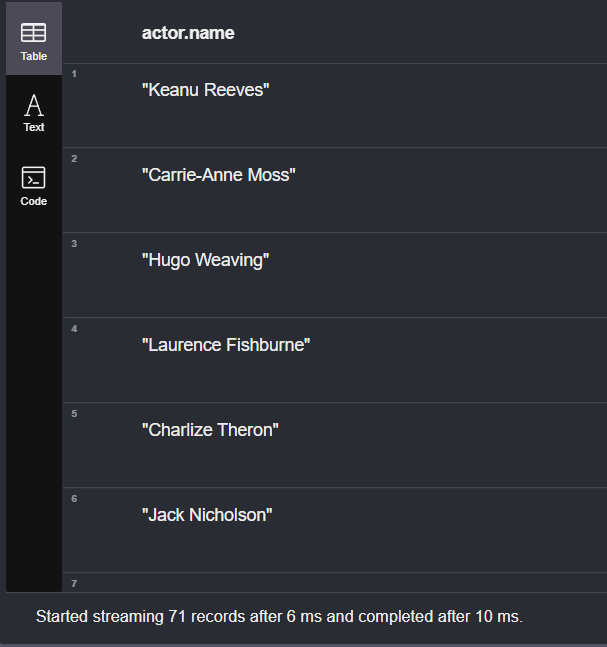 Table
Text
Code
actor.name
1
"Keanu Reeves"
2
"Carrie-Anne Moss"
3
"Hugo Weaving"
4
"Laurence Fishburne"
5
"Charlize Theron"
6
"Jack Nicholson"
7
Started streaming 71 records after 6 ms and completed after 10 ms.